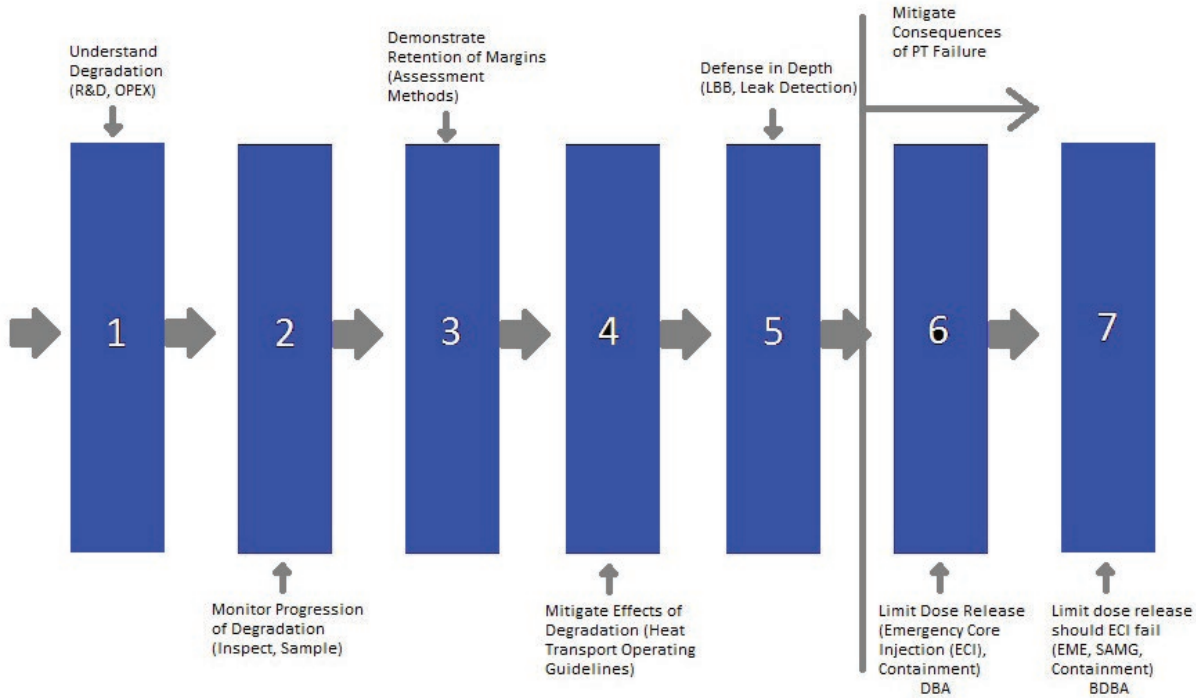 Understand
Degradation
(R&D, OPEX)
Demonstrate
Retention of Margins
(Assessment
Methods)
Defense in Depth
(LBB, Leak Detection)
Mitigate
Consequences
of PT Failure
1
2
3
4
5
6
7
Monitor Progression
of Degradation
(Inspect, Sample)
Mitigate Effects of
Degradation (Heat
Transport Operating
Guidelines)
Limit Dose Release
(Emergency Core
Injection (ECI),
Containment)
DBA
Limit dose release
should ECI fail
(EME, SAMG,
Containment)
BDBA